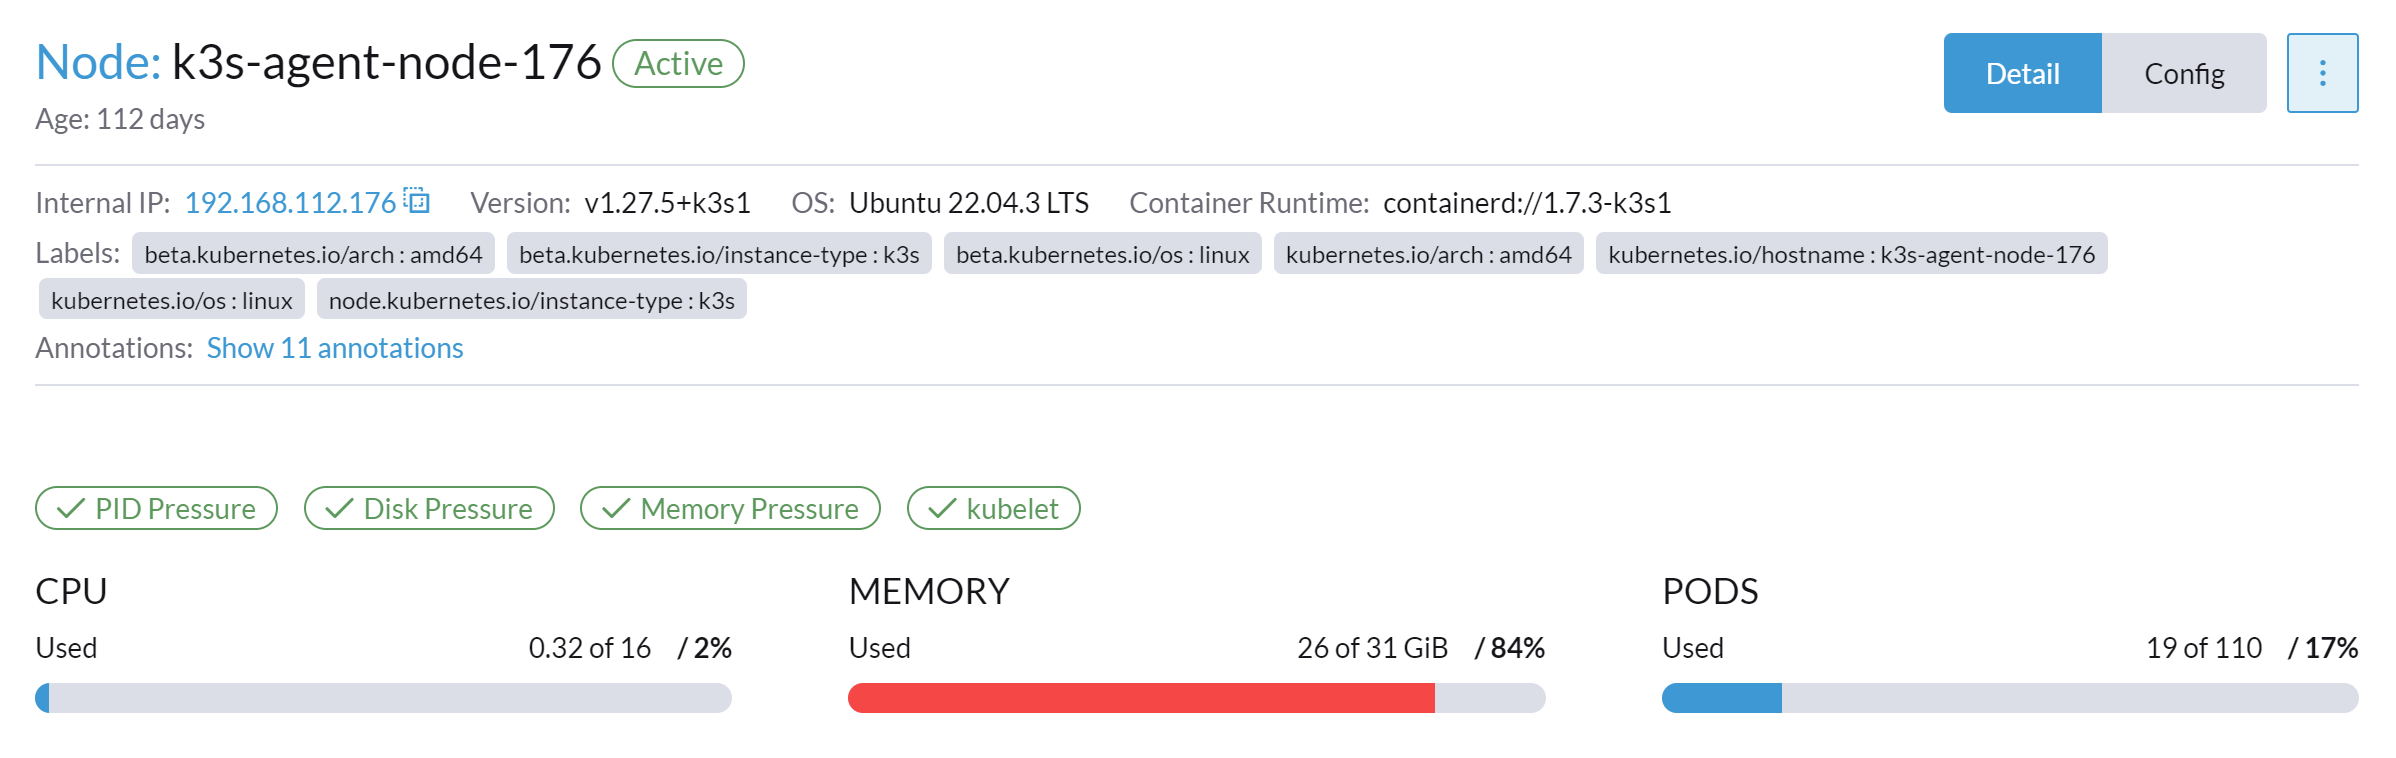 Node: k3s-agent-node-176 Active
Detail Config
Age: 112 days
Internal IP: 192.168.112.176 Version: v1.27.5+k3s1 OS: Ubuntu 22.04.3 LTS Container Runtime: containerd://1.7.3-k3s1
Labels: beta.kubernetes.io/arch : amd64 beta.kubernetes.io/instance-type : k3s beta.kubernetes.io/os : linux kubernetes.io/arch : amd64 kubernetes.io/hostname : k3s-agent-node-176
kubernetes.io/os : linux node.kubernetes.io/instance-type : k3s
Annotations: Show 11 annotations
PID Pressure Disk Pressure Memory Pressure kubelet
CPU
Used 0.32 of 16 / 2%
MEMORY
Used 26 of 31 GiB / 84%
PODS
Used 19 of 110 / 17%